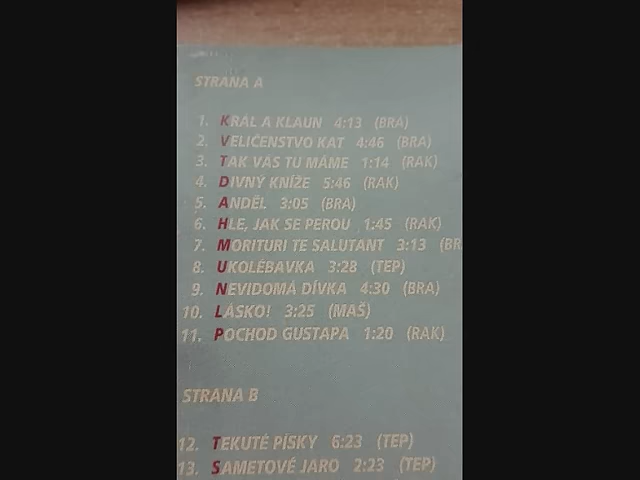 STRANA A
1. KRÁL A KLAUN 4:13 (BRA)
2. VELIČENSTVO KAT 4:46 (BRA)
3. TAK VÁS TU MÁME 1:14 (RAK)
4. DIVNÝ KNÍŽE 5:46 (RAK)
5. ANDĚL 3:05 (BRA)
6. HLE, JAK SE PEROU 1:45 (RAK)
7. MORITURI TE SALUTANT 3:13 (BR
8. UKOLÉBAVKA 3:28 (TEP)
9. NEVIDOMÁ DÍVKA 4:30 (BRA)
10. LÁSKO! 3:25 (MAŠ)
11. POCHOD GUSTAPA 1:20 (RAK)
STRANA B
12. TEKUTÉ PÍSKY 6:23 (TEP)
13. SAMETOVÉ JARO 2:23 (TEP)